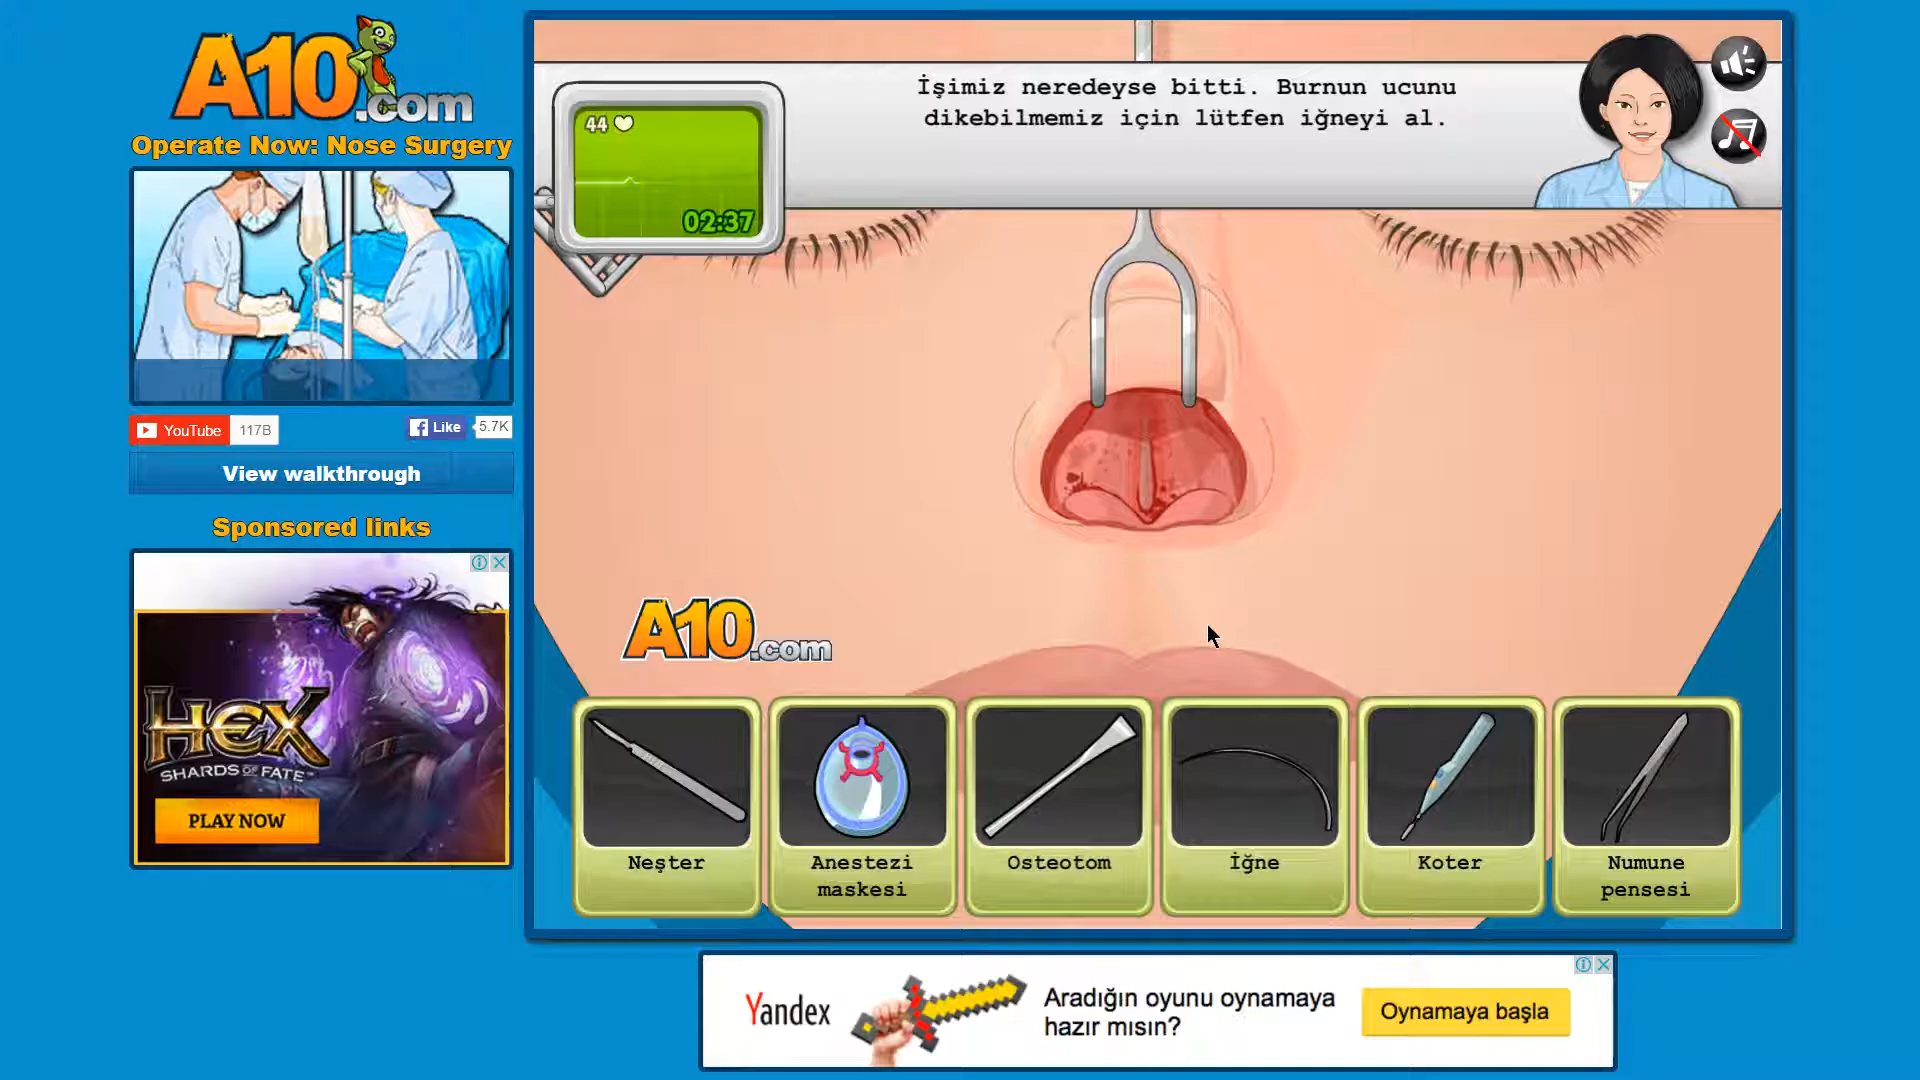 A10.com
Operate Now: Nose Surgery
YouTube 117B
Like 5.7K
View walkthrough
Sponsored links
HEX
SHARDS OF FATE
PLAY NOW
İşimiz neredeyse bitti. Burnun ucunu
dikebilmemiz için lütfen iğneyi al.
44
02:37
A10.com
Neşter
Anestezi
maskesi
Osteotom
İğne
Koter
Numune
pensesi
Yandex
Aradığın oyunu oynamaya
hazır mısın?
Oynamaya başla